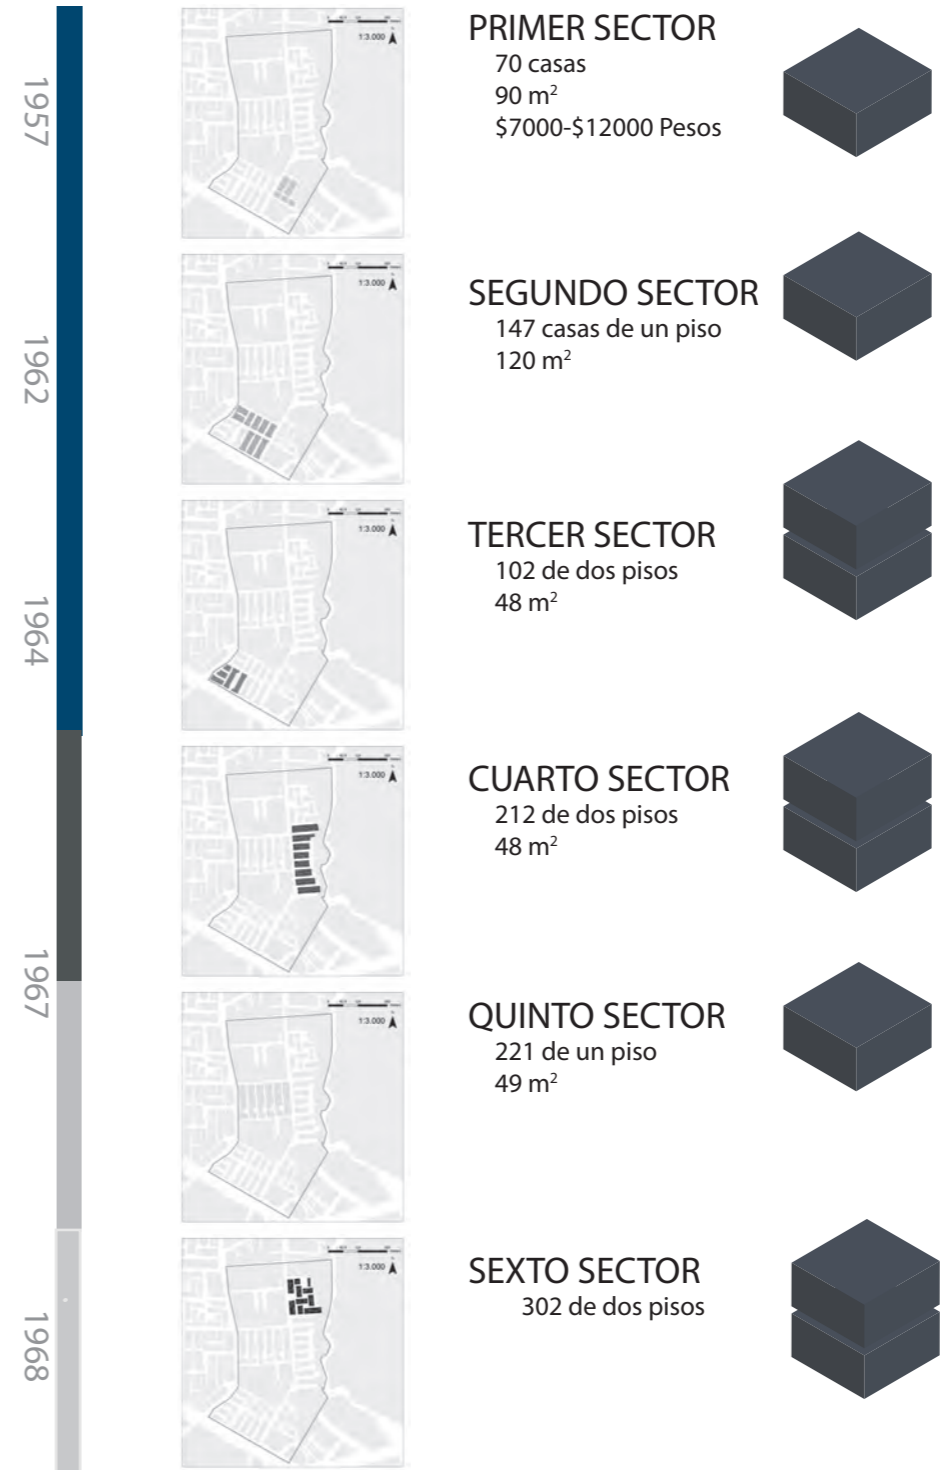 1957
1:3.000
PRIMER SECTOR
70 casas
90 m²
$7000-$12000 Pesos
1962
1:3.000
SEGUNDO SECTOR
147 casas de un piso
120 m²
1964
1:3.000
TERCER SECTOR
102 de dos pisos
48 m²
1:3.000
CUARTO SECTOR
212 de dos pisos
48 m²
1967
1:3.000
QUINTO SECTOR
221 de un piso
49 m²
1968
1:3.000
SEXTO SECTOR
302 de dos pisos